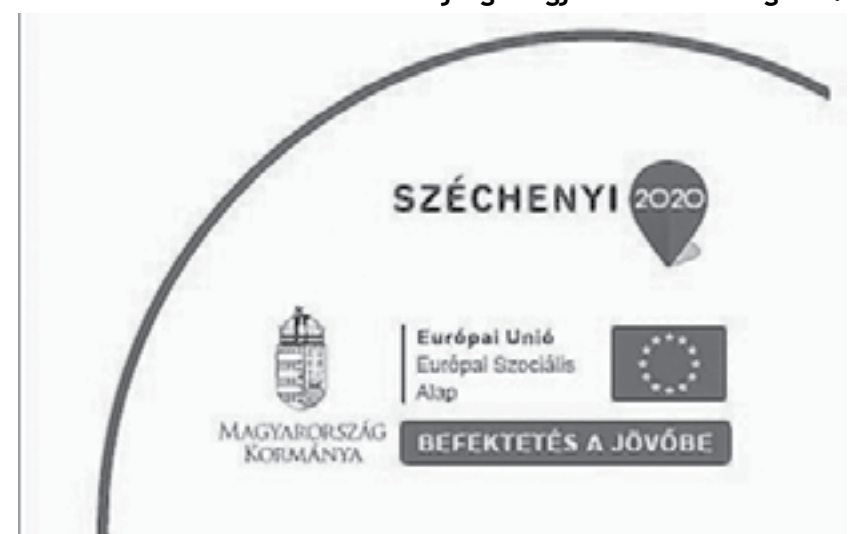 SZÉCHENYI 2020
Európai Unió
Európai Szociális
Alap
MAGYARORSZÁG
KORMÁNYA
BEFEKTETÉS A JÖVŐBE